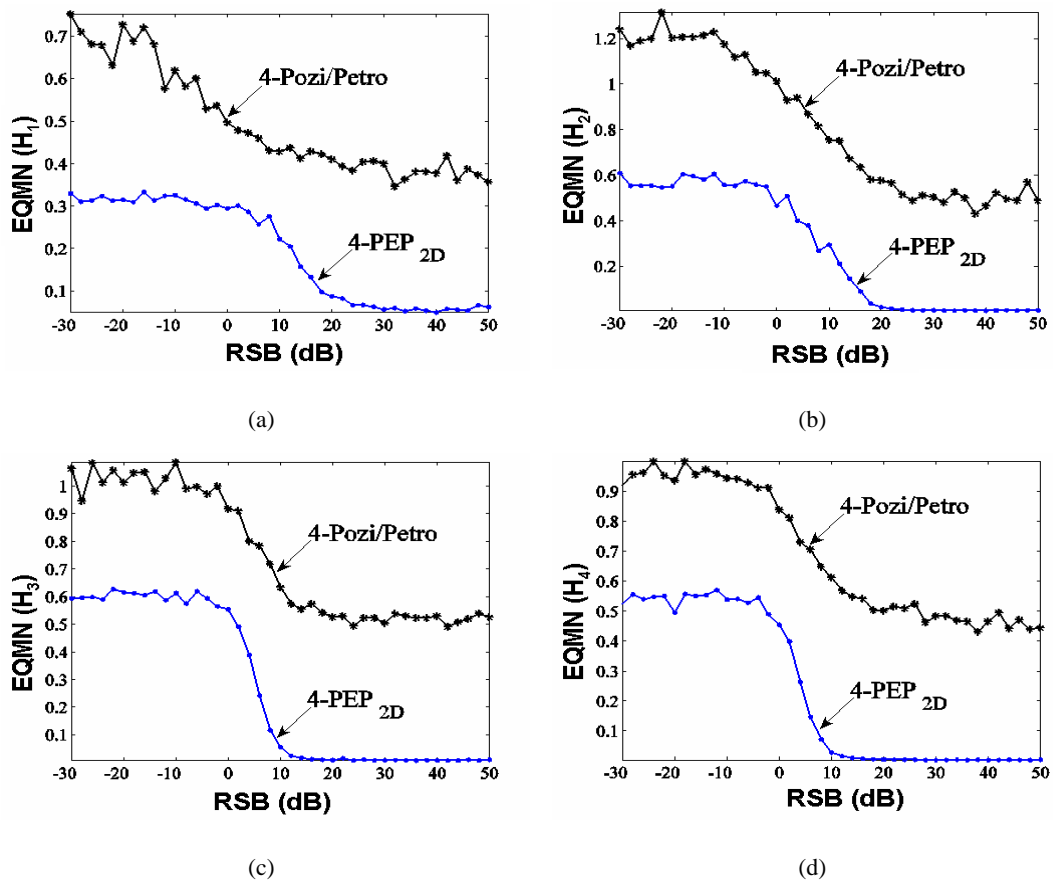 0.7
0.6
0.5
0.4
0.3
0.2
0.1
EQMN (H1)
4-Pozi/Petro
4-PEP 2D
-30 -20 -10 0 10 20 30 40 50
RSB (dB)
(a)
1.2
1
0.8
0.6
0.4
0.2
EQMN (H2)
4-Pozi/Petro
4-PEP 2D
-30 -20 -10 0 10 20 30 40 50
RSB (dB)
(b)
1
0.9
0.8
0.7
0.6
0.5
0.4
0.3
0.2
0.1
EQMN (H3)
4-Pozi/Petro
4-PEP 2D
-30 -20 -10 0 10 20 30 40 50
RSB (dB)
(c)
0.9
0.8
0.7
0.6
0.5
0.4
0.3
0.2
0.1
EQMN (H4)
4-Pozi/Petro
4-PEP 2D
-30 -20 -10 0 10 20 30 40 50
RSB (dB)
(d)